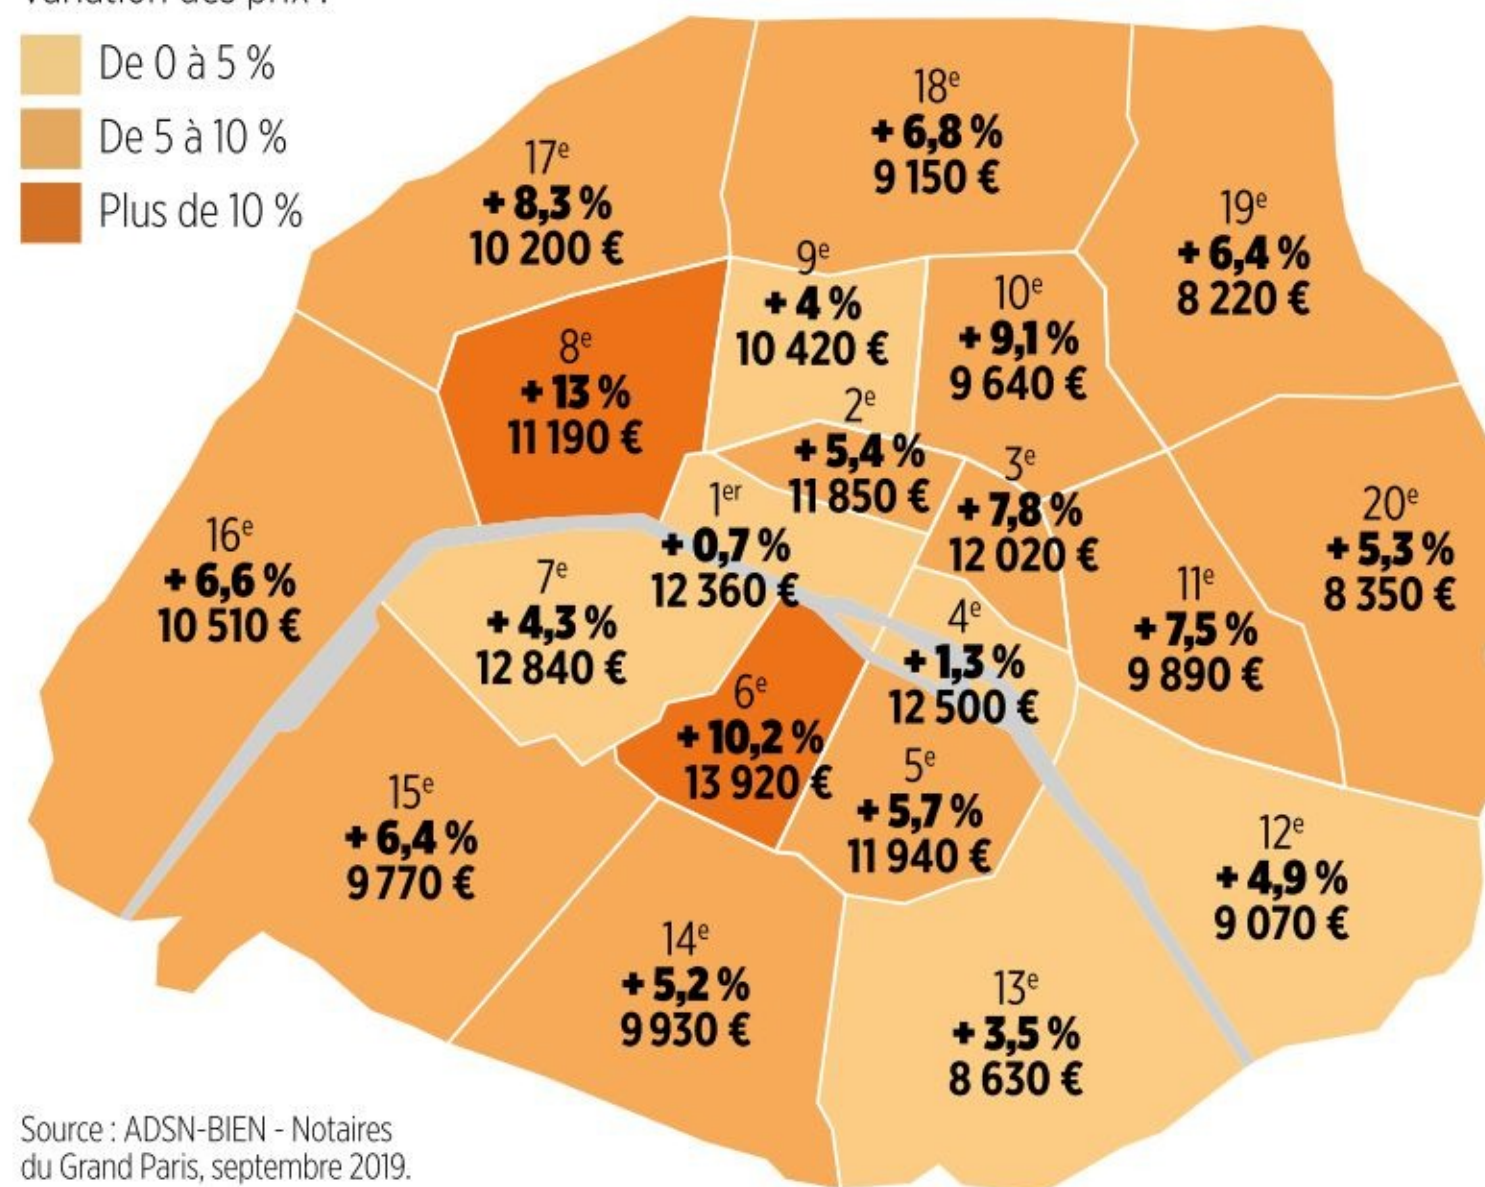 Variation des prix :
De 0 à 5 %
De 5 à 10 %
Plus de 10 %
18e
+ 6,8 %
9 150 €
17e
+ 8,3 %
10 200 €
19e
+ 6,4 %
8 220 €
9e
+ 4 %
10 420 €
10e
+ 9,1 %
9 640 €
8e
+ 13 %
11 190 €
2e
+ 5,4 %
11 850 €
3e
+ 7,8 %
12 020 €
1er
+ 0,7 %
12 360 €
20e
+ 5,3 %
8 350 €
16e
+ 6,6 %
10 510 €
7e
+ 4,3 %
12 840 €
11e
+ 7,5 %
9 890 €
4e
+ 1,3 %
12 500 €
6e
+ 10,2 %
13 920 €
5e
+ 5,7 %
11 940 €
15e
+ 6,4 %
9 770 €
12e
+ 4,9 %
9 070 €
14e
+ 5,2 %
9 930 €
13e
+ 3,5 %
8 630 €
Source : ADSN-BIEN - Notaires
du Grand Paris, septembre 2019.